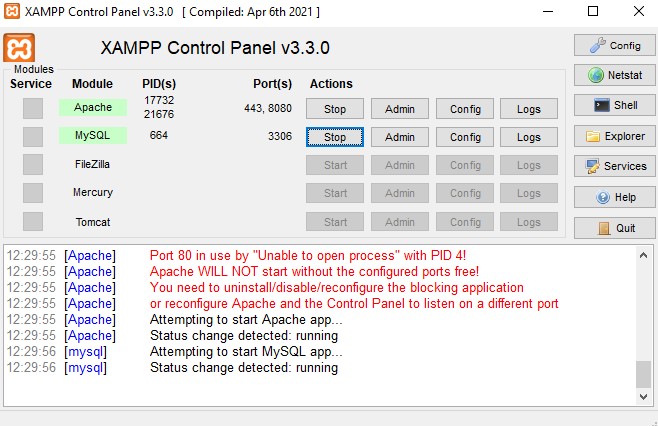 XAMPP Control Panel v3.3.0 [ Compiled: Apr 6th 2021 ]
XAMPP Control Panel v3.3.0
Config
Modules
Service Module PID(s) Port(s) Actions
Netstat
Apache 17732 21676 443, 8080 Stop Admin Config Logs
Shell
MySQL 664 3306 Stop Admin Config Logs
Explorer
FileZilla Start Admin Config Logs
Services
Mercury Start Admin Config Logs
Help
Tomcat Start Admin Config Logs
Quit
12:29:55 [Apache] Port 80 in use by "Unable to open process" with PID 4!
12:29:55 [Apache] Apache WILL NOT start without the configured ports free!
12:29:55 [Apache] You need to uninstall/disable/reconfigure the blocking application
12:29:55 [Apache] or reconfigure Apache and the Control Panel to listen on a different port
12:29:55 [Apache] Attempting to start Apache app...
12:29:55 [Apache] Status change detected: running
12:29:56 [mysql] Attempting to start MySQL app...
12:29:56 [mysql] Status change detected: running